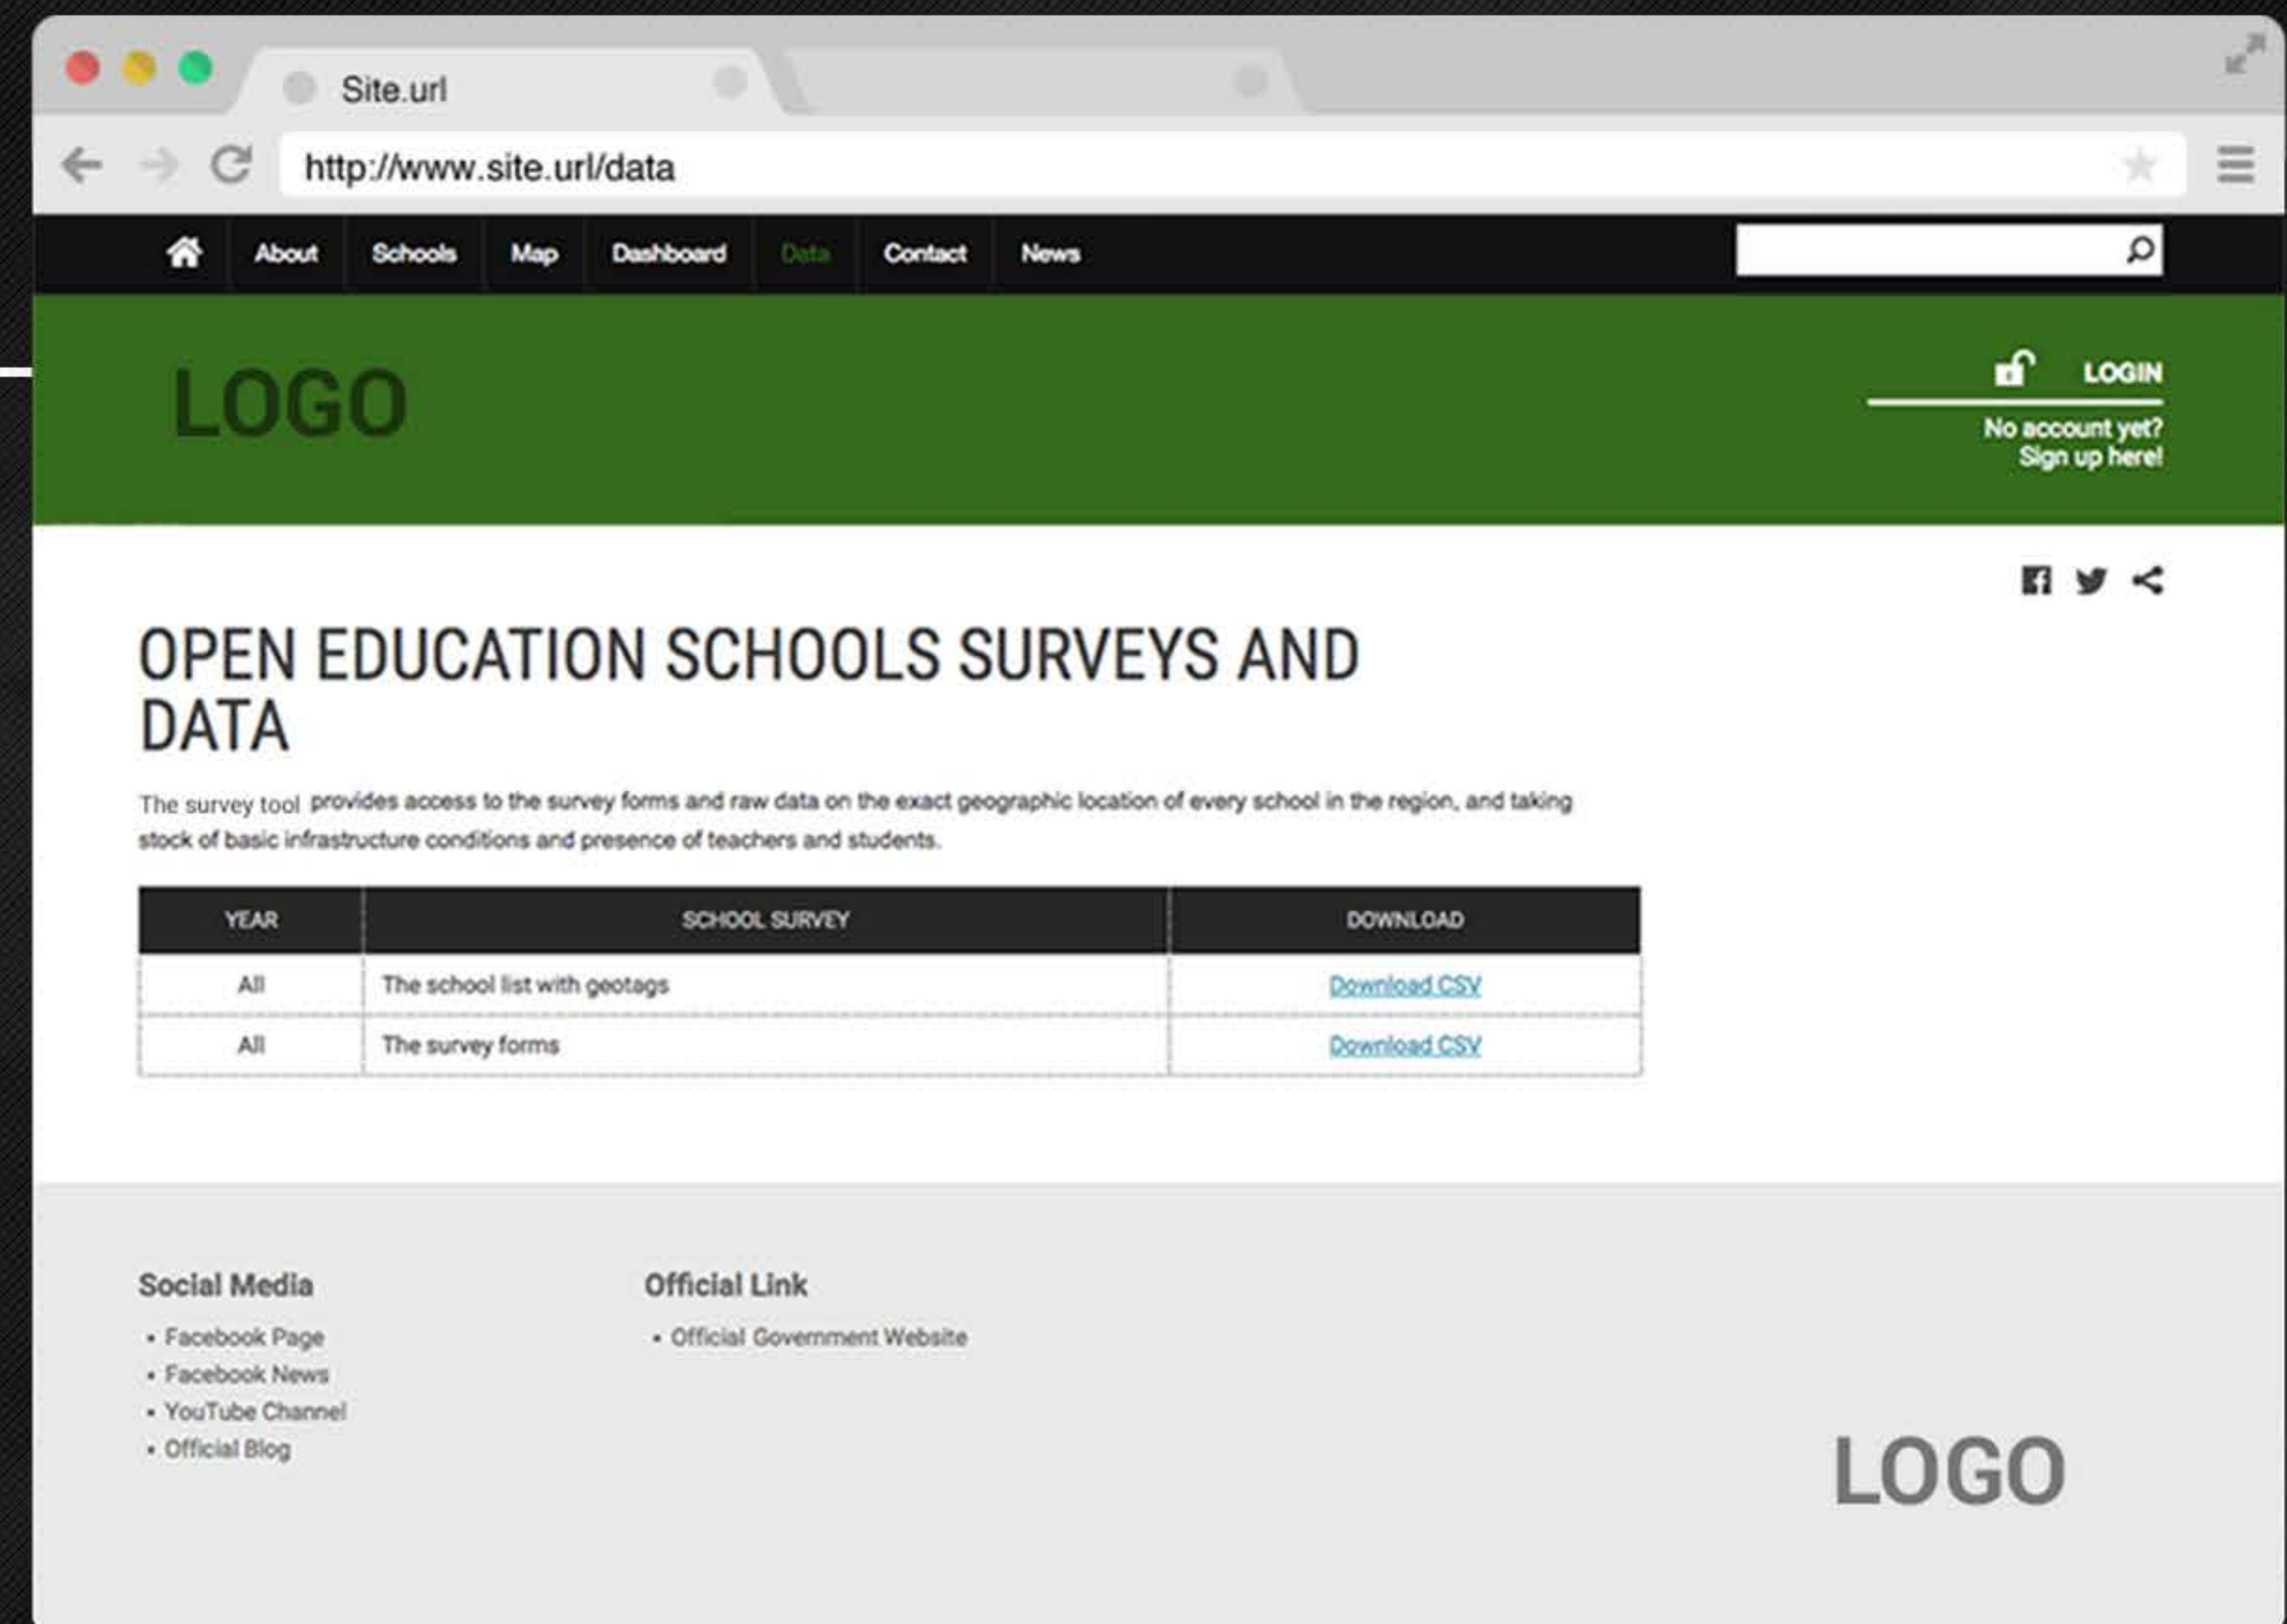 Site.url
http://www.site.url/data
About Schools Map Dashboard Data Contact News
LOGO
LOGIN
No account yet?
Sign up here!
OPEN EDUCATION SCHOOLS SURVEYS AND
DATA
The survey tool provides access to the survey forms and raw data on the exact geographic location of every school in the region, and taking
stock of basic infrastructure conditions and presence of teachers and students.
YEAR SCHOOL SURVEY DOWNLOAD
All The school list with geotags Download CSV
All The survey forms Download CSV
Social Media
• Facebook Page
• Facebook News
• YouTube Channel
• Official Blog
Official Link
• Official Government Website
LOGO